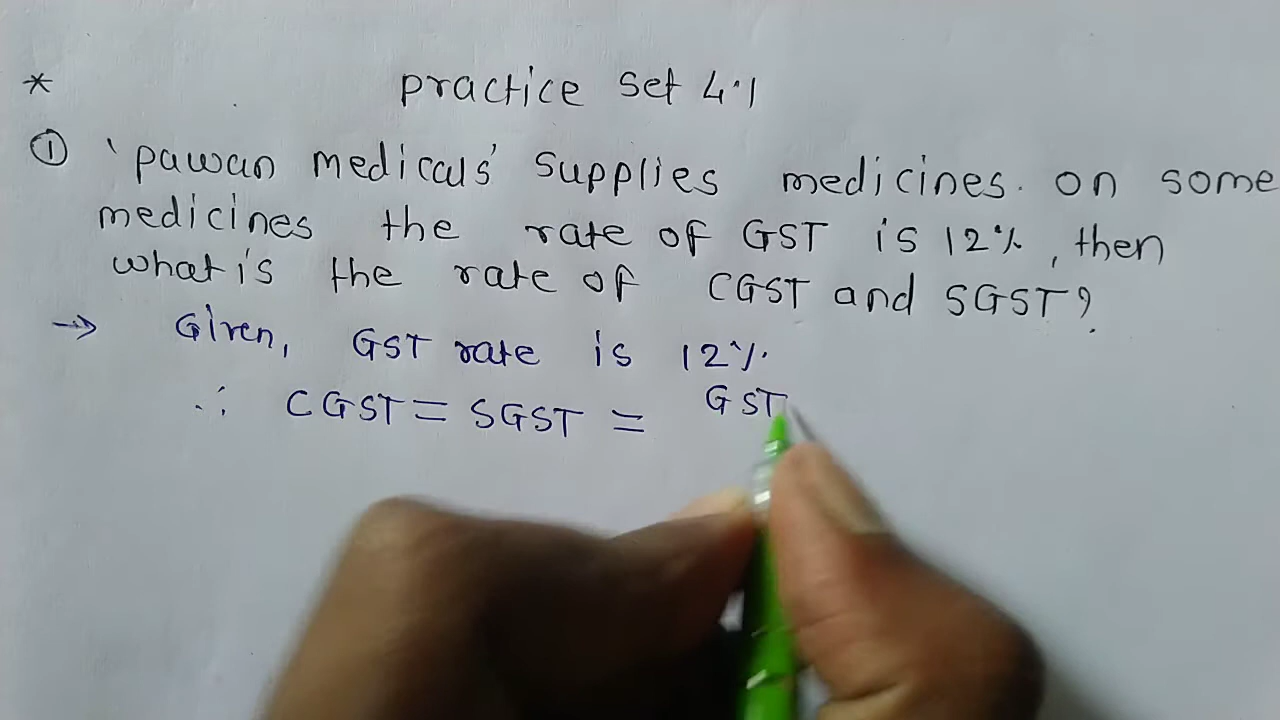 * Practice Set 4.1
① 'Pawan medicals' supplies medicines. on some
medicines the rate of GST is 12%, then
what is the rate of CGST and SGST?
→ Given, GST rate is 12%.
∴ CGST = SGST = GST